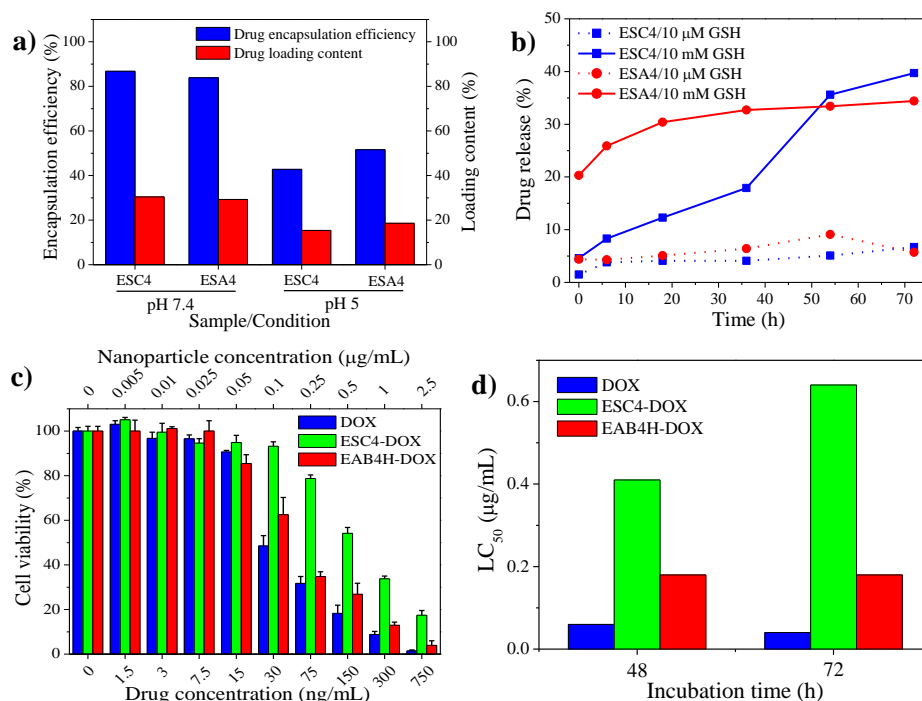 a)
Drug encapsulation efficiency
Drug loading content
100
80
60
40
20
0
Encapsulation efficiency (%)
100
80
60
40
20
0
Loading content (%)
ESC4
ESA4
ESC4
ESA4
pH 7.4
pH 5
Sample/Condition
b)
ESC4/10 μM GSH
ESC4/10 mM GSH
ESA4/10 μM GSH
ESA4/10 mM GSH
50
40
30
20
10
0
Drug release (%)
0 10 20 30 40 50 60 70
Time (h)
c)
Nanoparticle concentration (μg/mL)
0 0.005 0.01 0.025 0.05 0.1 0.25 0.5 1 2.5
DOX
ESC4-DOX
EAB4H-DOX
100
80
60
40
20
0
Cell viability (%)
0 1.5 3 7.5 15 30 75 150 300 750
Drug concentration (ng/mL)
d)
DOX
ESC4-DOX
EAB4H-DOX
0.6
0.4
0.2
0.0
LC50 (μg/mL)
48 72
Incubation time (h)